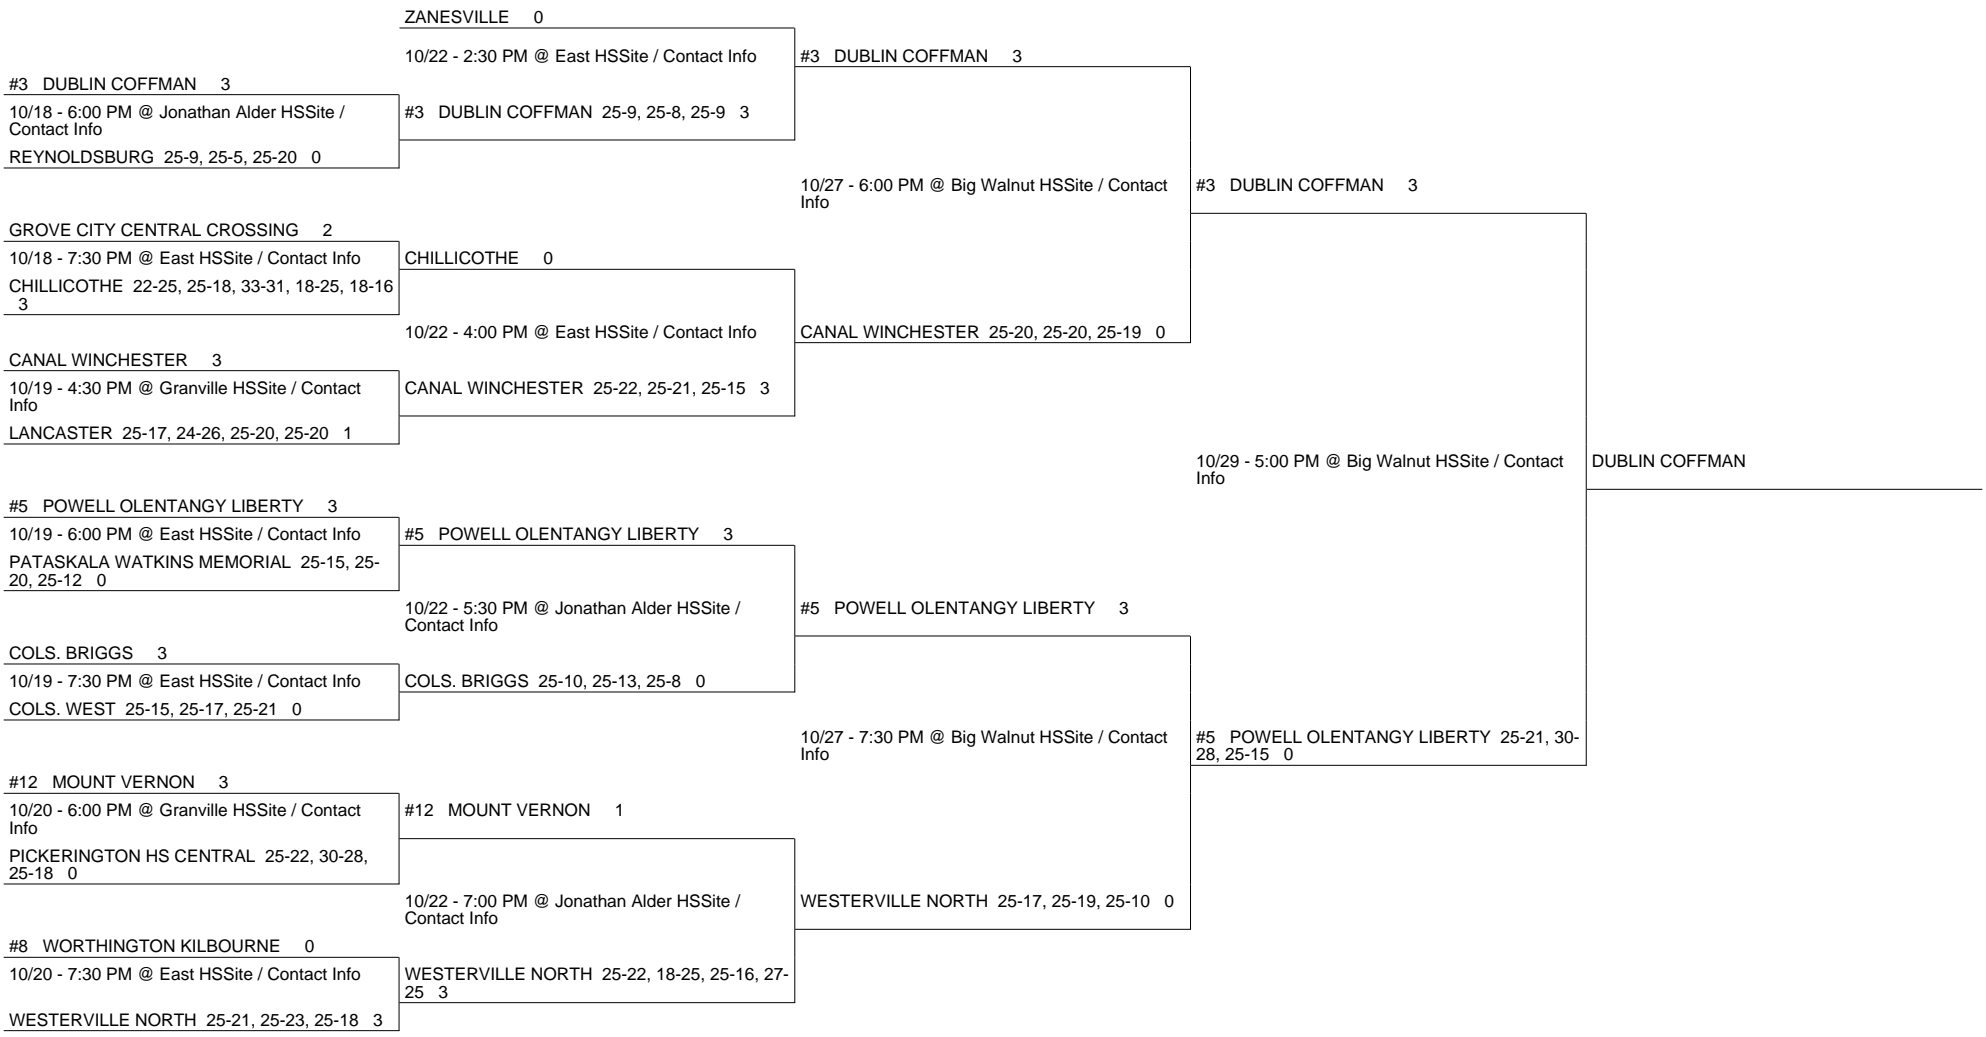 ZANESVILLE 0
10/22 - 2:30 PM @ East HSSite / Contact Info
#3 DUBLIN COFFMAN 3
#3 DUBLIN COFFMAN 3
10/18 - 6:00 PM @ Jonathan Alder HSSite /
Contact Info
#3 DUBLIN COFFMAN 25-9, 25-8, 25-9 3
REYNOLDSBURG 25-9, 25-5, 25-20 0
10/27 - 6:00 PM @ Big Walnut HSSite / Contact
Info
#3 DUBLIN COFFMAN 3
GROVE CITY CENTRAL CROSSING 2
10/18 - 7:30 PM @ East HSSite / Contact Info
CHILLICOTHE 0
CHILLICOTHE 22-25, 25-18, 33-31, 18-25, 18-16
3
10/22 - 4:00 PM @ East HSSite / Contact Info
CANAL WINCHESTER 25-20, 25-20, 25-19 0
CANAL WINCHESTER 3
10/19 - 4:30 PM @ Granville HSSite / Contact
Info
CANAL WINCHESTER 25-22, 25-21, 25-15 3
LANCASTER 25-17, 24-26, 25-20, 25-20 1
10/29 - 5:00 PM @ Big Walnut HSSite / Contact
Info
DUBLIN COFFMAN
#5 POWELL OLENTANGY LIBERTY 3
10/19 - 6:00 PM @ East HSSite / Contact Info
#5 POWELL OLENTANGY LIBERTY 3
PATASKALA WATKINS MEMORIAL 25-15, 25-
20, 25-12 0
10/22 - 5:30 PM @ Jonathan Alder HSSite /
Contact Info
#5 POWELL OLENTANGY LIBERTY 3
COLS. BRIGGS 3
10/19 - 7:30 PM @ East HSSite / Contact Info
COLS. BRIGGS 25-10, 25-13, 25-8 0
COLS. WEST 25-15, 25-17, 25-21 0
10/27 - 7:30 PM @ Big Walnut HSSite / Contact
Info
#5 POWELL OLENTANGY LIBERTY 25-21, 30-
28, 25-15 0
#12 MOUNT VERNON 3
10/20 - 6:00 PM @ Granville HSSite / Contact
Info
#12 MOUNT VERNON 1
PICKERINGTON HS CENTRAL 25-22, 30-28,
25-18 0
10/22 - 7:00 PM @ Jonathan Alder HSSite /
Contact Info
WESTERVILLE NORTH 25-17, 25-19, 25-10 0
#8 WORTHINGTON KILBOURNE 0
10/20 - 7:30 PM @ East HSSite / Contact Info
WESTERVILLE NORTH 25-22, 18-25, 25-16, 27-
25 3
WESTERVILLE NORTH 25-21, 25-23, 25-18 3